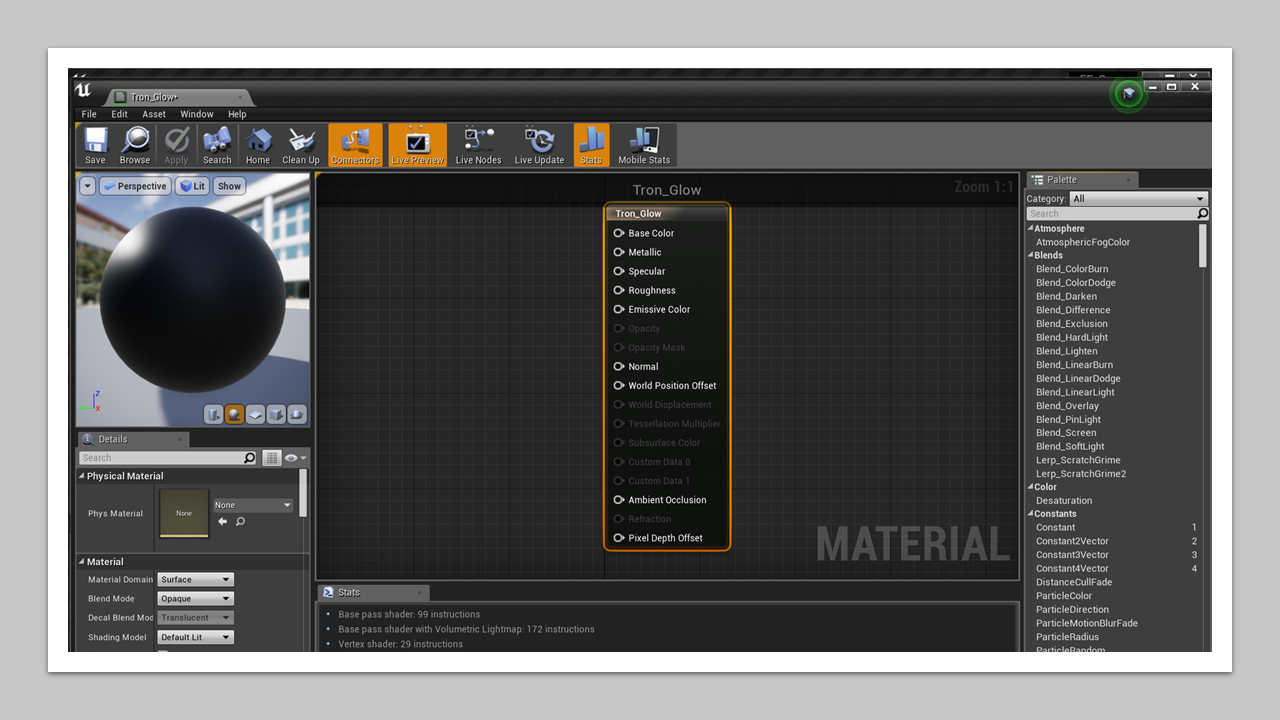 Tron_Glow*
File Edit Asset Window Help
Save Browse Apply Search Home Clean Up Connectors Live Preview Live Nodes Live Update Stats Mobile Stats
Perspective Lit Show
z
x
Details
Search
Physical Material
Phys Material
None
None
Material
Material Domain Surface
Blend Mode Opaque
Decal Blend Mod Translucent
Shading Model Default Lit
Tron_Glow
Zoom 1:1
Tron_Glow
Base Color
Metallic
Specular
Roughness
Emissive Color
Opacity
Opacity Mask
Normal
World Position Offset
World Displacement
Tessellation Multiplier
Subsurface Color
Custom Data 0
Custom Data 1
Ambient Occlusion
Refraction
Pixel Depth Offset
MATERIAL
Stats
Base pass shader: 99 instructions
Base pass shader with Volumetric Lightmap: 172 instructions
Vertex shader: 29 instructions
Palette
Category: All
Search
Atmosphere
AtmosphericFogColor
Blends
Blend_ColorBurn
Blend_ColorDodge
Blend_Darken
Blend_Difference
Blend_Exclusion
Blend_HardLight
Blend_Lighten
Blend_LinearBurn
Blend_LinearDodge
Blend_LinearLight
Blend_Overlay
Blend_PinLight
Blend_Screen
Blend_SoftLight
Lerp_ScratchGrime
Lerp_ScratchGrime2
Color
Desaturation
Constants
Constant 1
Constant2Vector 2
Constant3Vector 3
Constant4Vector 4
DistanceCullFade
ParticleColor
ParticleDirection
ParticleMotionBlurFade
ParticleRadius
ParticleRandom